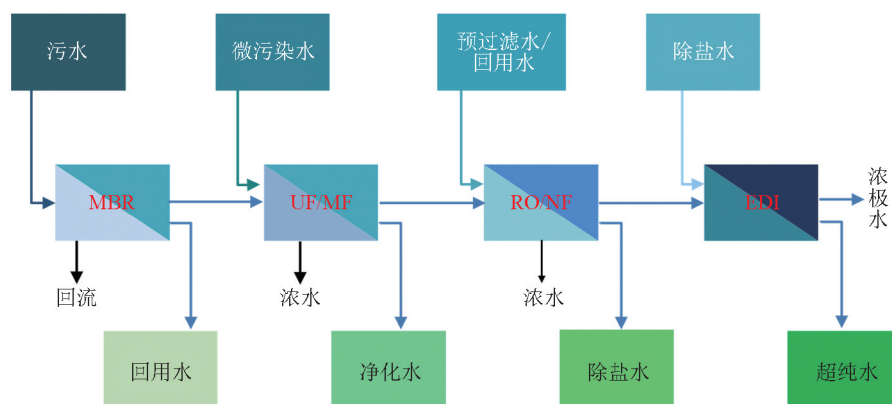 污水
微污染水
预过滤水/
回用水
除盐水
MBR
UF/MF
RO/NF
EDI
浓极水
回流
浓水
浓水
回用水
净化水
除盐水
超纯水